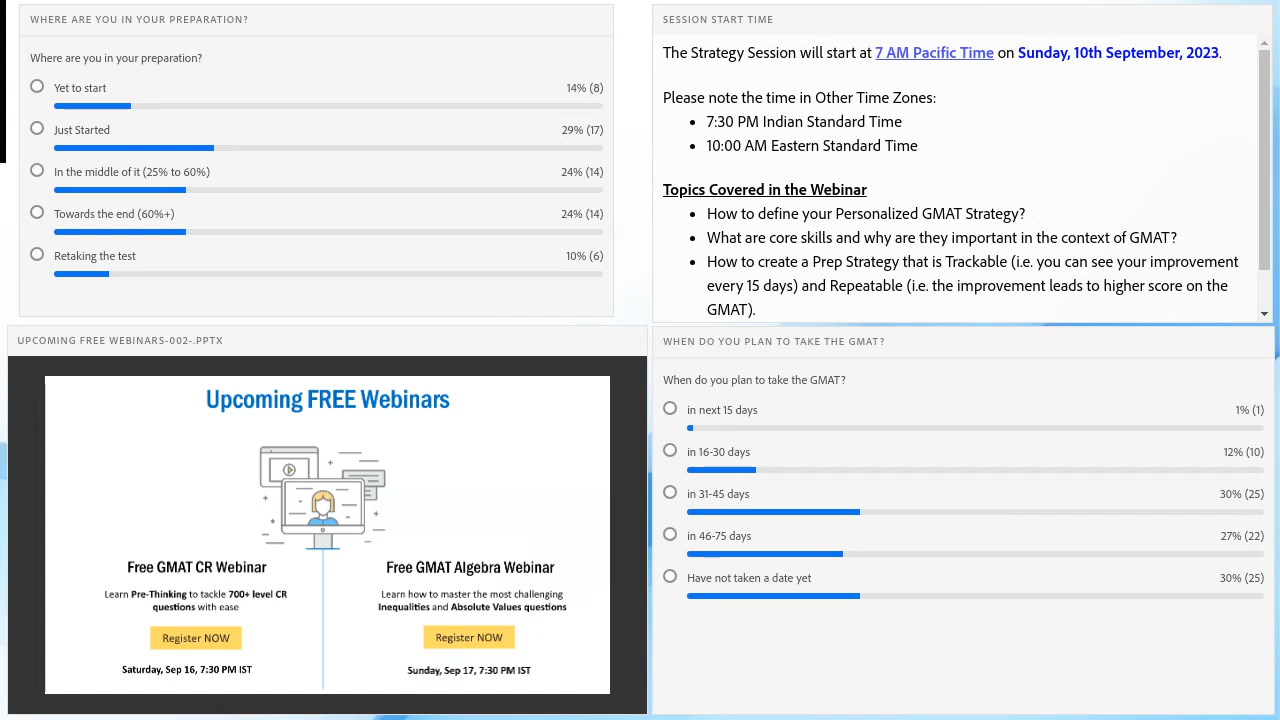 WHERE ARE YOU IN YOUR PREPARATION?
Where are you in your preparation?
Yet to start 14% (8)
Just Started 29% (17)
In the middle of it (25% to 60%) 24% (14)
Towards the end (60%+) 24% (14)
Retaking the test 10% (6)
SESSION START TIME
The Strategy Session will start at 7 AM Pacific Time on Sunday, 10th September, 2023.
Please note the time in Other Time Zones:
• 7:30 PM Indian Standard Time
• 10:00 AM Eastern Standard Time
Topics Covered in the Webinar
• How to define your Personalized GMAT Strategy?
• What are core skills and why are they important in the context of GMAT?
• How to create a Prep Strategy that is Trackable (i.e. you can see your improvement
every 15 days) and Repeatable (i.e. the improvement leads to higher score on the
GMAT).
UPCOMING FREE WEBINARS-002-.PPTX
Upcoming FREE Webinars
Free GMAT CR Webinar
Learn Pre-Thinking to tackle 700+ level CR
questions with ease
Register NOW
Saturday, Sep 16, 7:30 PM IST
Free GMAT Algebra Webinar
Learn how to master the most challenging
Inequalities and Absolute Values questions
Register NOW
Sunday, Sep 17, 7:30 PM IST
WHEN DO YOU PLAN TO TAKE THE GMAT?
When do you plan to take the GMAT?
in next 15 days 1% (1)
in 16-30 days 12% (10)
in 31-45 days 30% (25)
in 46-75 days 27% (22)
Have not taken a date yet 30% (25)